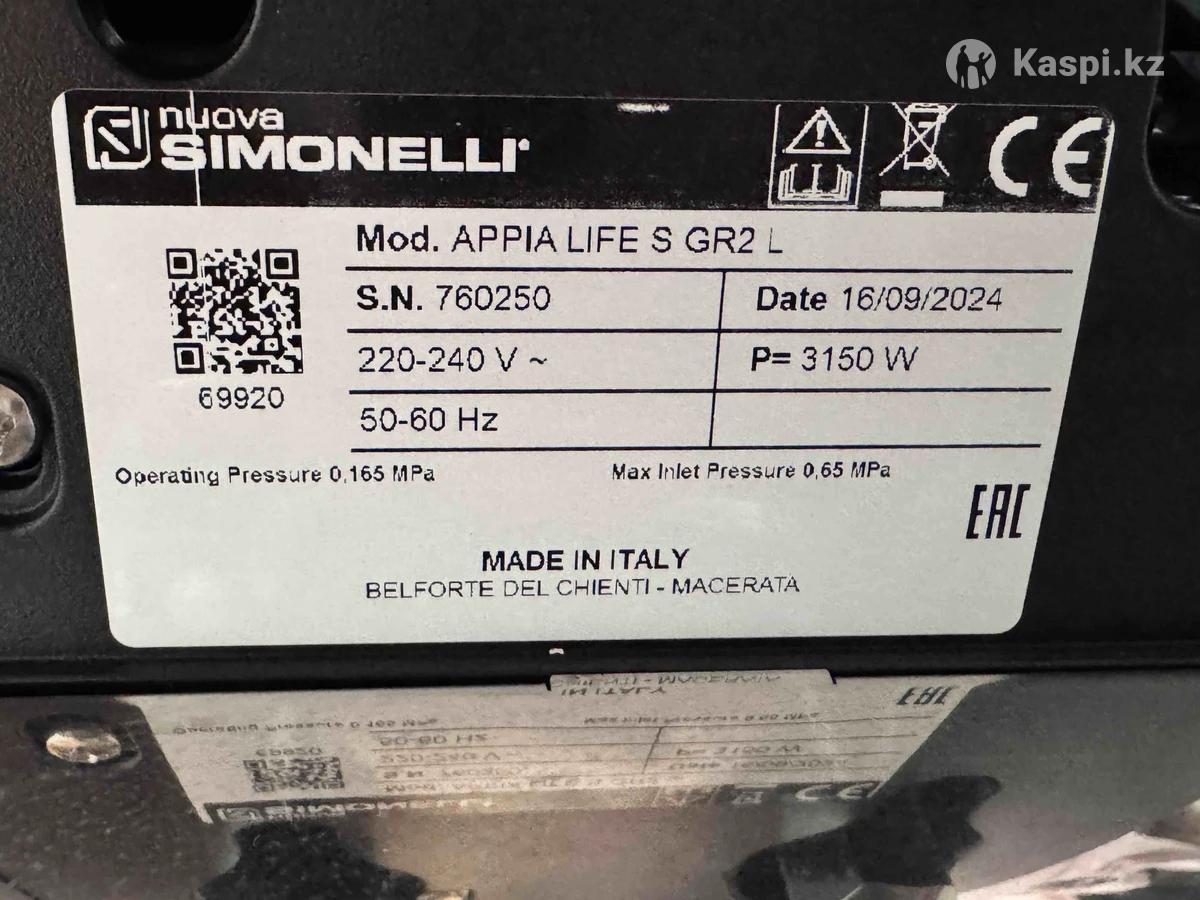 Kaspi.kz
nuova
SIMONELLI
CE
Mod. APPIA LIFE S GR2 L
S.N. 760250 Date 16/09/2024
220-240 V ~ P= 3150 W
50-60 Hz
69920
Operating Pressure 0,165 MPa Max Inlet Pressure 0,65 MPa
EAC
MADE IN ITALY
BELFORTE DEL CHIENTI - MACERATA